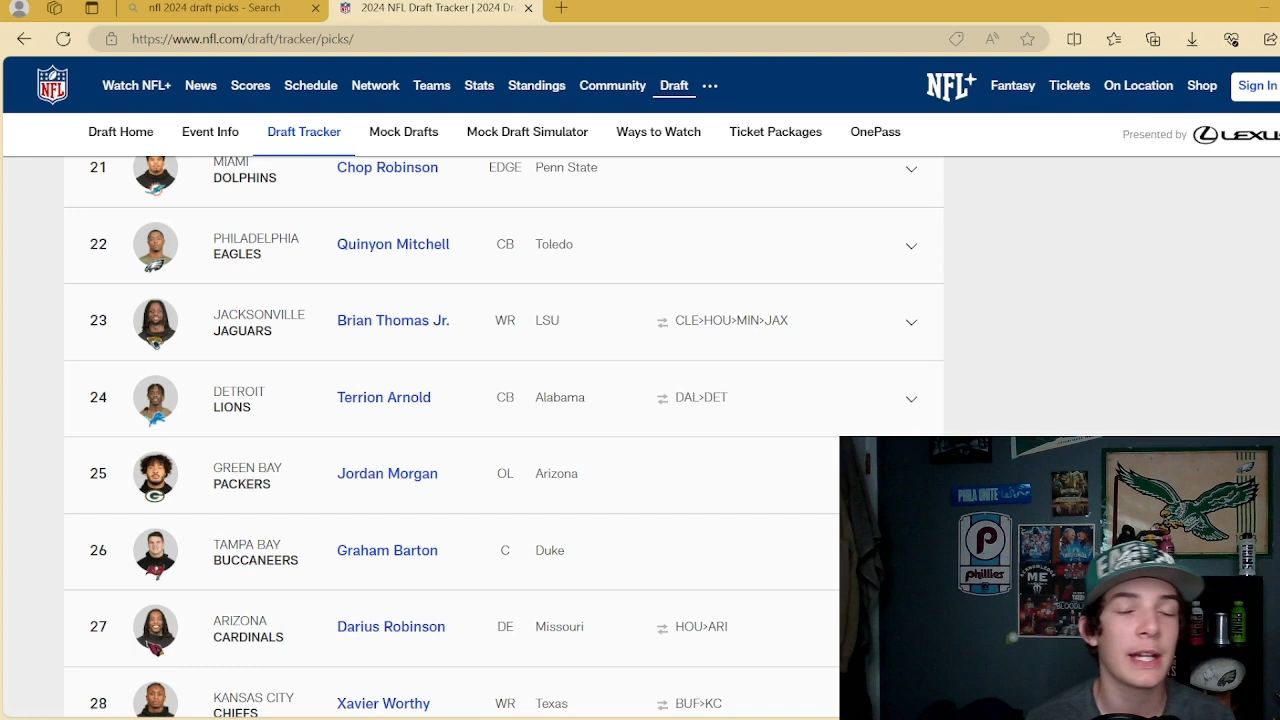 nfl 2024 draft picks - Search
2024 NFL Draft Tracker | 2024 Dr
https://www.nfl.com/draft/tracker/picks/
NFL
Watch NFL+ News Scores Schedule Network Teams Stats Standings Community Draft ...
NFL+ Fantasy Tickets On Location Shop Sign In
Draft Home Event Info Draft Tracker Mock Drafts Mock Draft Simulator Ways to Watch Ticket Packages OnePass
Presented by LEXUS
21 MIAMI DOLPHINS Chop Robinson EDGE Penn State
22 PHILADELPHIA EAGLES Quinyon Mitchell CB Toledo
23 JACKSONVILLE JAGUARS Brian Thomas Jr. WR LSU CLE>HOU>MIN>JAX
24 DETROIT LIONS Terrion Arnold CB Alabama DAL>DET
25 GREEN BAY PACKERS Jordan Morgan OL Arizona
26 TAMPA BAY BUCCANEERS Graham Barton C Duke
27 ARIZONA CARDINALS Darius Robinson DE Missouri HOU>ARI
28 KANSAS CITY CHIEFS Xavier Worthy WR Texas BUF>KC
PHILA UNITE
P
phillies
ACKNOWLEDGE
ME